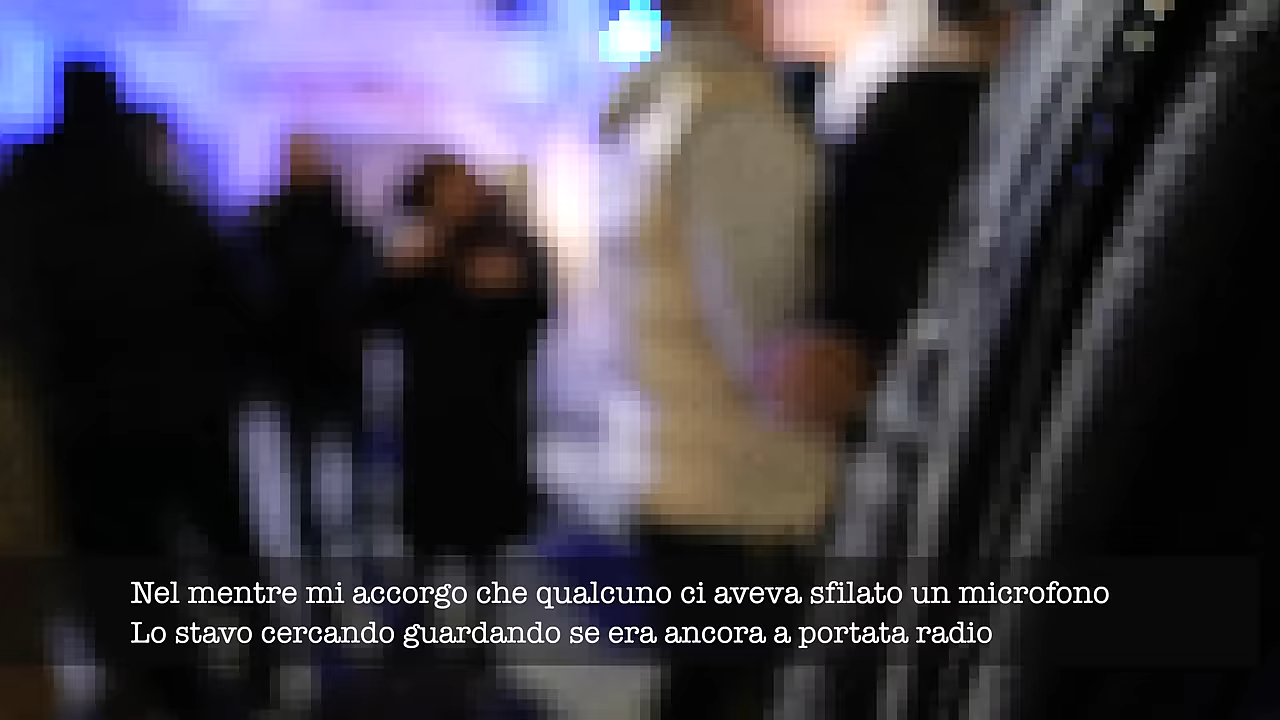 Nel mentre mi accorgo che qualcuno ci aveva sfilato un microfono
Lo stavo cercando guardando se era ancora a portata radio